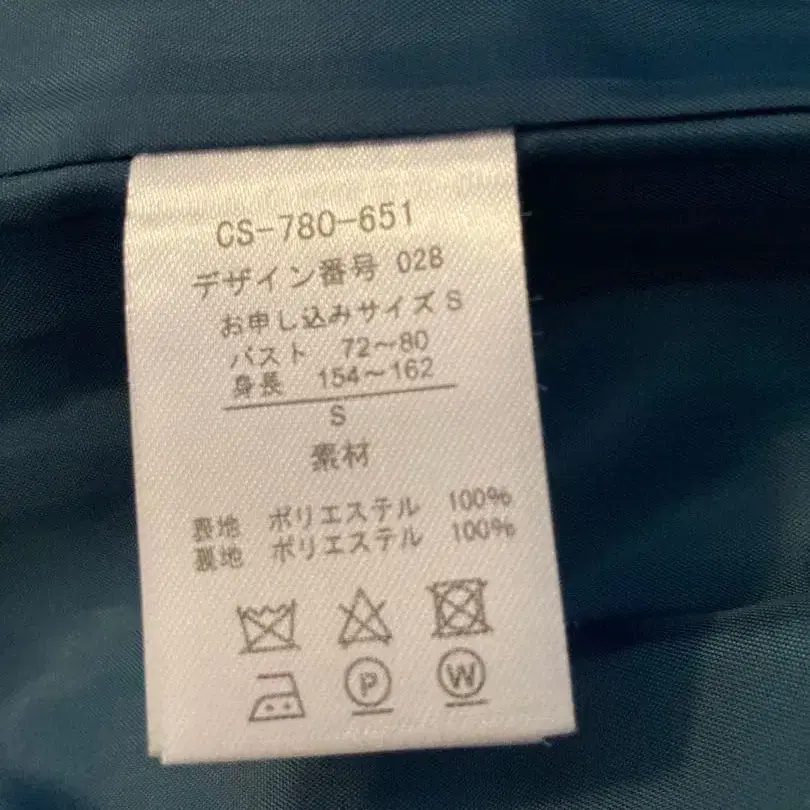 CS-780-651
デザイン番号 028
お申し込みサイズ S
バスト 72～80
身長 154～162
S
素材
表地 ポリエステル 100%
裏地 ポリエステル 100%
P W